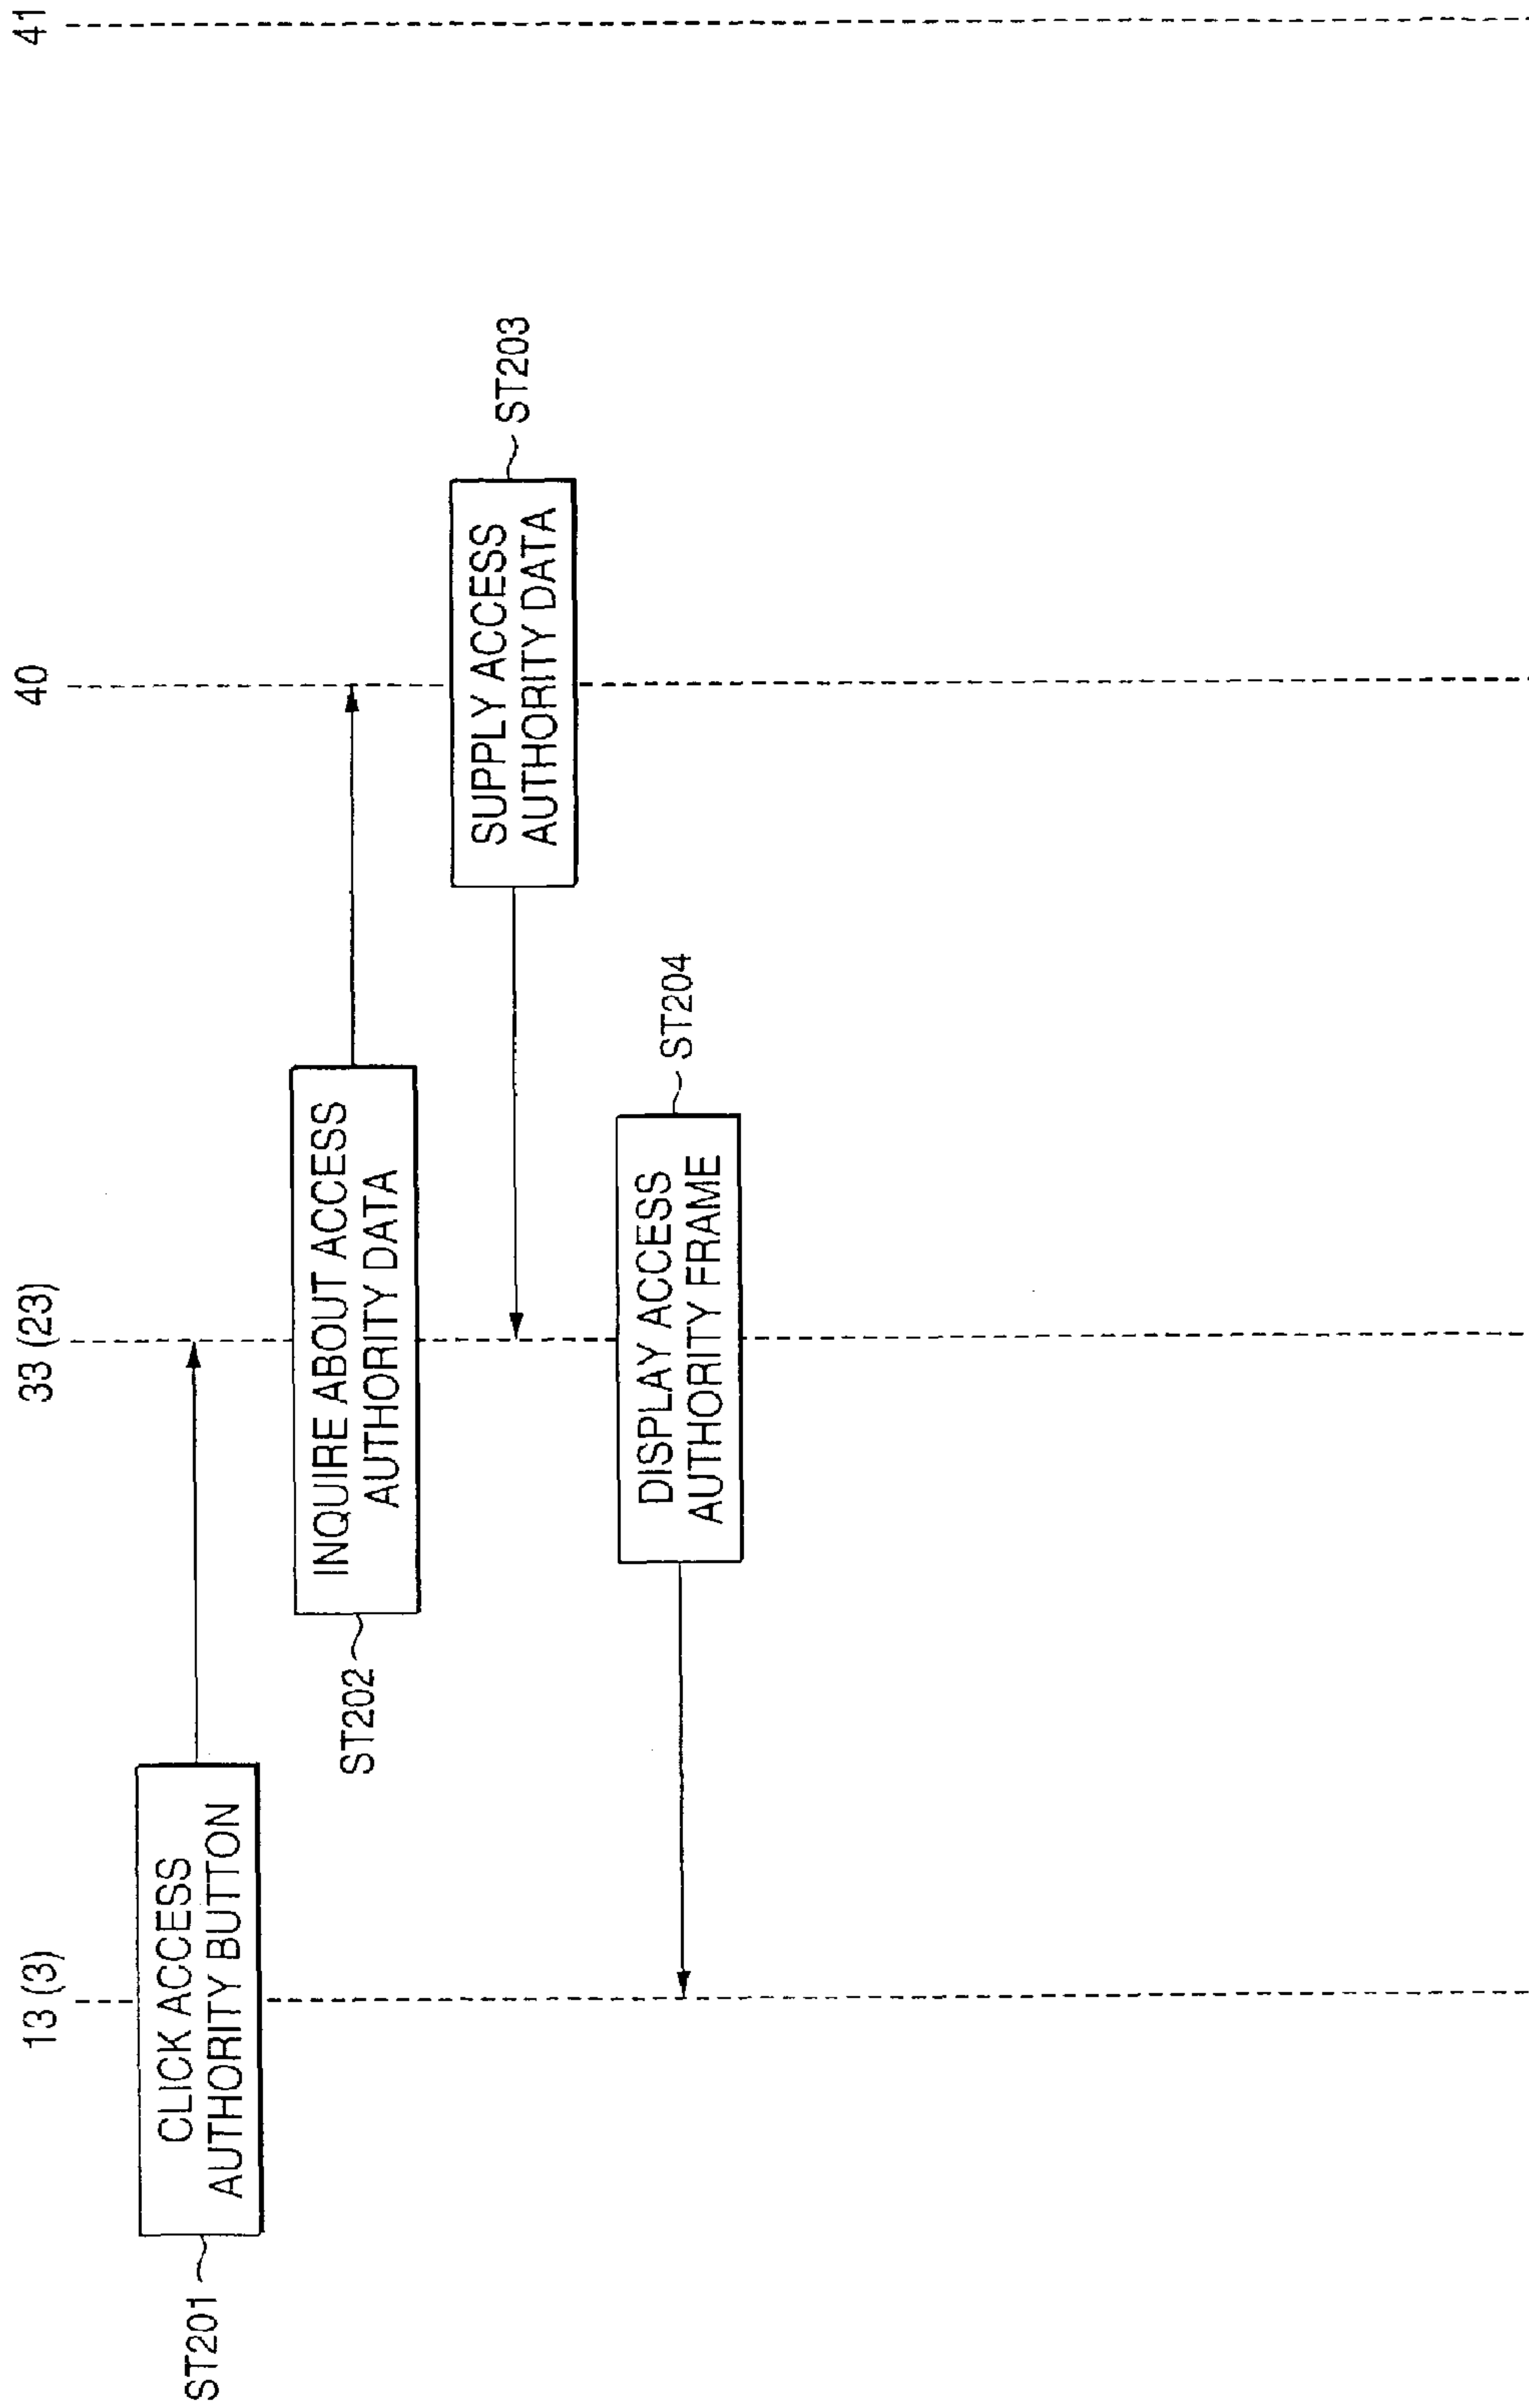 13 (3)
33 (23)
40
41
ST201
CLICK ACCESS
AUTHORITY BUTTON
ST202
INQUIRE ABOUT ACCESS
AUTHORITY DATA
SUPPLY ACCESS
AUTHORITY DATA
ST203
DISPLAY ACCESS
AUTHORITY FRAME
ST204